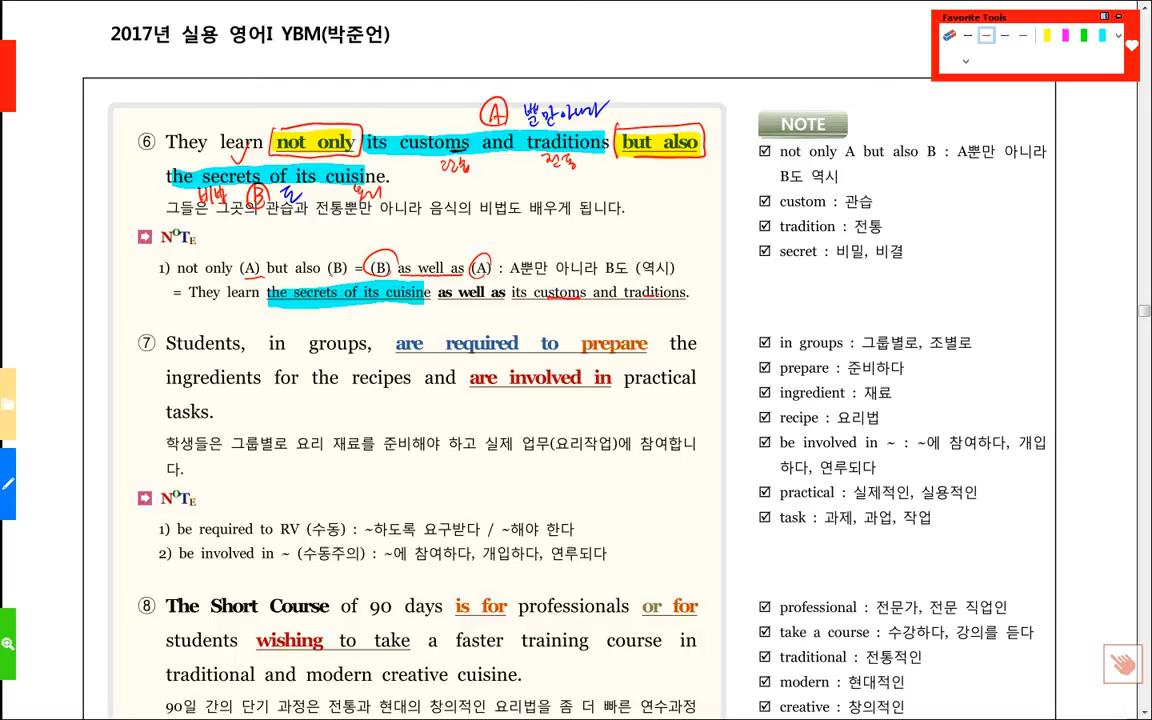 2017년 실용 영어I YBM(박준언)
Favorite Tools
A 뿐만아니라
⑥ They learn not only its customs and traditions but also
관습 전통
the secrets of its cuisine.
비밀 B 요리
그들은 그곳의 관습과 전통뿐만 아니라 음식의 비법도 배우게 됩니다.
NOTE
1) not only (A) but also (B) = (B) as well as (A) : A뿐만 아니라 B도 (역시)
= They learn the secrets of its cuisine as well as its customs and traditions.
⑦ Students, in groups, are required to prepare the
ingredients for the recipes and are involved in practical
tasks.
학생들은 그룹별로 요리 재료를 준비해야 하고 실제 업무(요리작업)에 참여합니
다.
NOTE
1) be required to RV (수동) : ~하도록 요구받다 / ~해야 한다
2) be involved in ~ (수동주의) : ~에 참여하다, 개입하다, 연루되다
⑧ The Short Course of 90 days is for professionals or for
students wishing to take a faster training course in
traditional and modern creative cuisine.
90일 간의 단기 과정은 전통과 현대의 창의적인 요리법을 좀 더 빠른 연수과정
NOTE
☑ not only A but also B : A뿐만 아니라
B도 역시
☑ custom : 관습
☑ tradition : 전통
☑ secret : 비밀, 비결
☑ in groups : 그룹별로, 조별로
☑ prepare : 준비하다
☑ ingredient : 재료
☑ recipe : 요리법
☑ be involved in ~ : ~에 참여하다, 개입
하다, 연루되다
☑ practical : 실제적인, 실용적인
☑ task : 과제, 과업, 작업
☑ professional : 전문가, 전문 직업인
☑ take a course : 수강하다, 강의를 듣다
☑ traditional : 전통적인
☑ modern : 현대적인
☑ creative : 창의적인